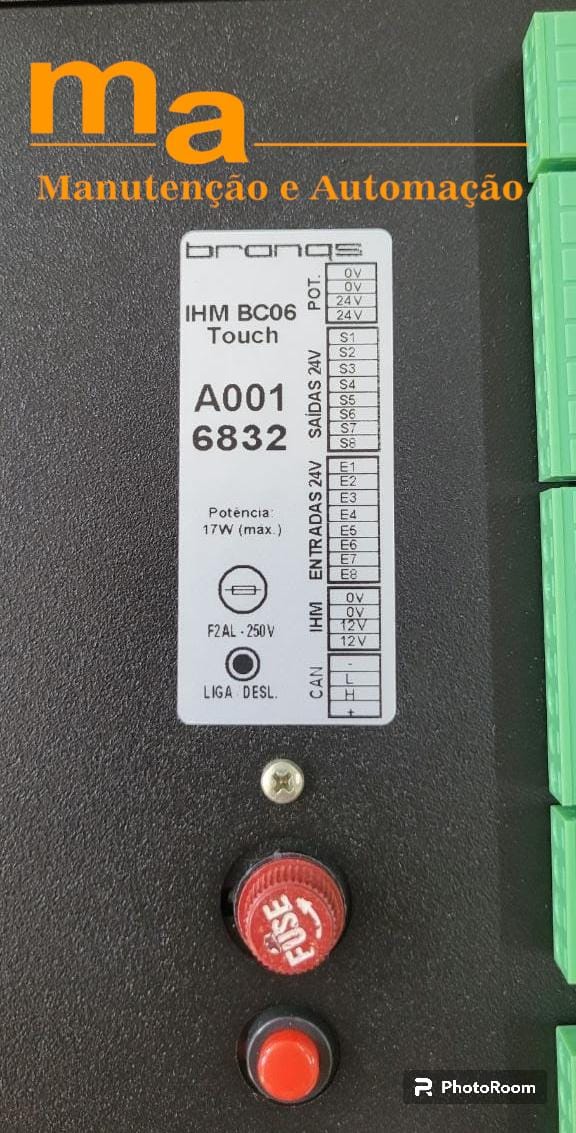 ma
Manutenção e Automação
branqs
IHM BC06
Touch
A001
6832
Potência:
17W (max.)
F2AL - 250V
LIGA DESL.
POT.
0V
0V
24V
24V
SAÍDAS 24V
S1
S2
S3
S4
S5
S6
S7
S8
ENTRADAS 24V
E1
E2
E3
E4
E5
E6
E7
E8
IHM
0V
0V
12V
12V
CAN
-
L
H
+
FUSE
PhotoRoom